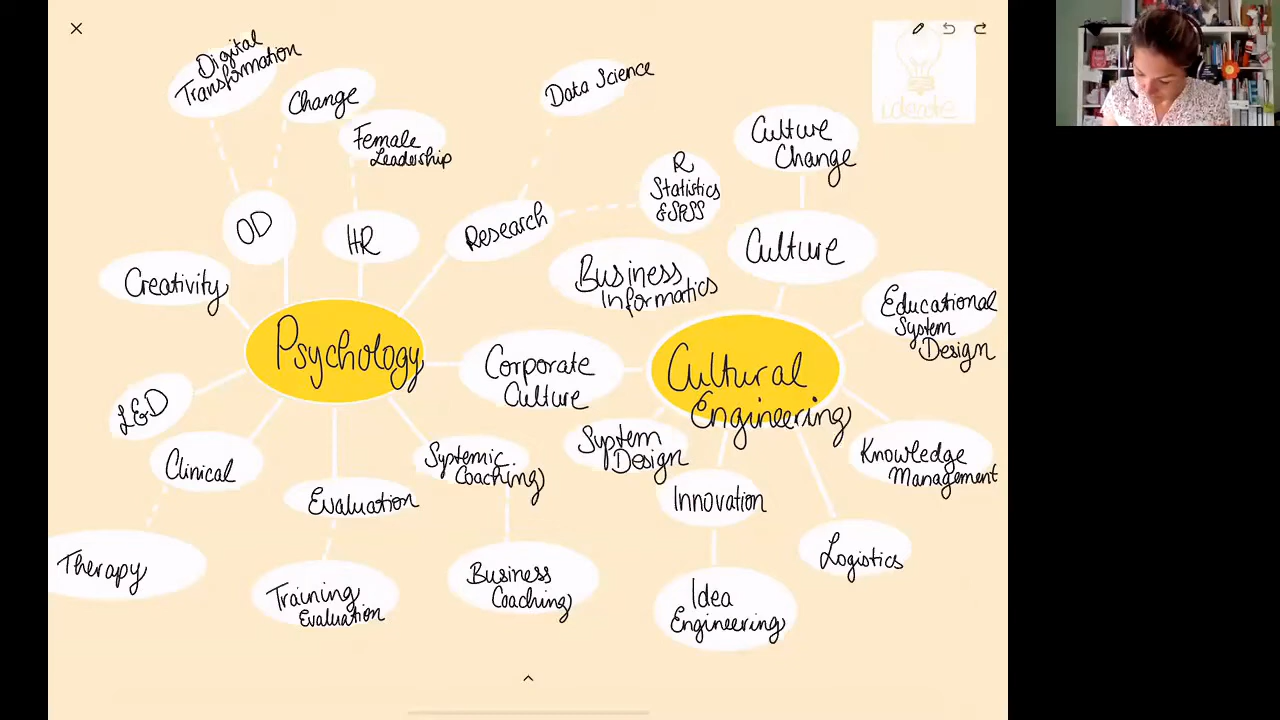 Digital
Transformation
Change
Female
Leadership
Data Science
ideate
Culture
Change
R
Statistics
& SPSS
OD
HR
Research
Culture
Creativity
Business
Informatics
Educational
System
Design
Psychology
Corporate
Culture
Cultural
Engineering
L&D
Clinical
Systemic
Coaching
System
Design
Knowledge
Management
Evaluation
Innovation
Logistics
Therapy
Training
Evaluation
Business
Coaching
Idea
Engineering